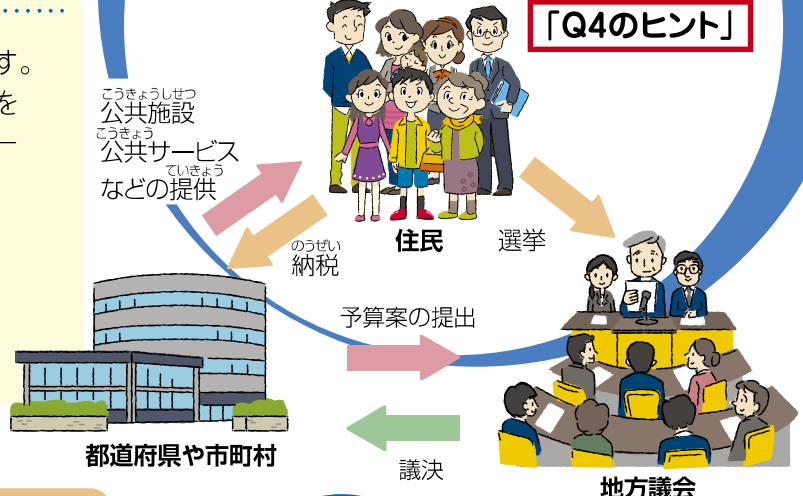 「Q4のヒント」
す。
を
こうきょうしせつ
公共施設
こうきょう
公共サービス
ていきょう
などの提供
のうぜい
納税
住民
選挙
予算案の提出
都道府県や市町村
議決
地方議会